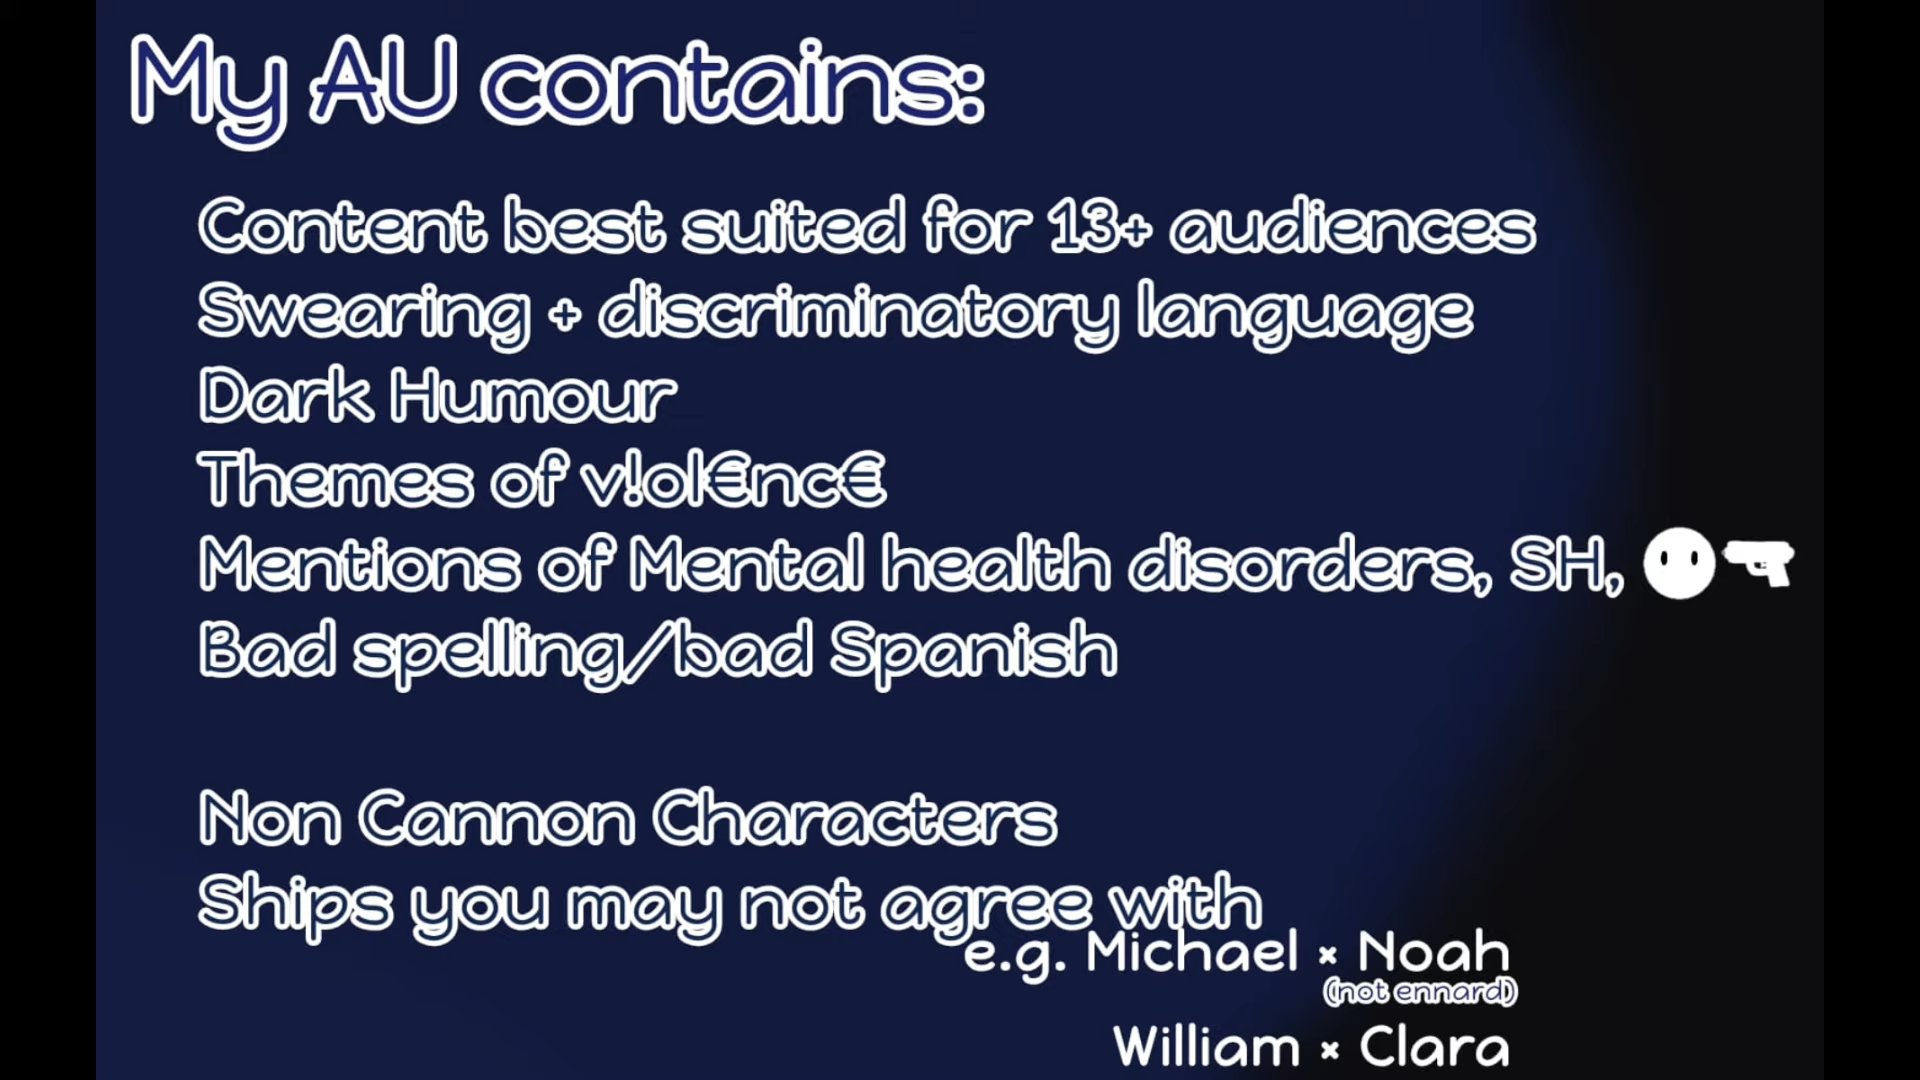 My AU contains:
Content best suited for 13+ audiences
Swearing + discriminatory language
Dark Humour
Themes of v!ol€nc€
Mentions of Mental health disorders, SH, 😶🔫
Bad spelling/bad Spanish
Non Cannon Characters
Ships you may not agree with
e.g. Michael × Noah
(not ennard)
William × Clara